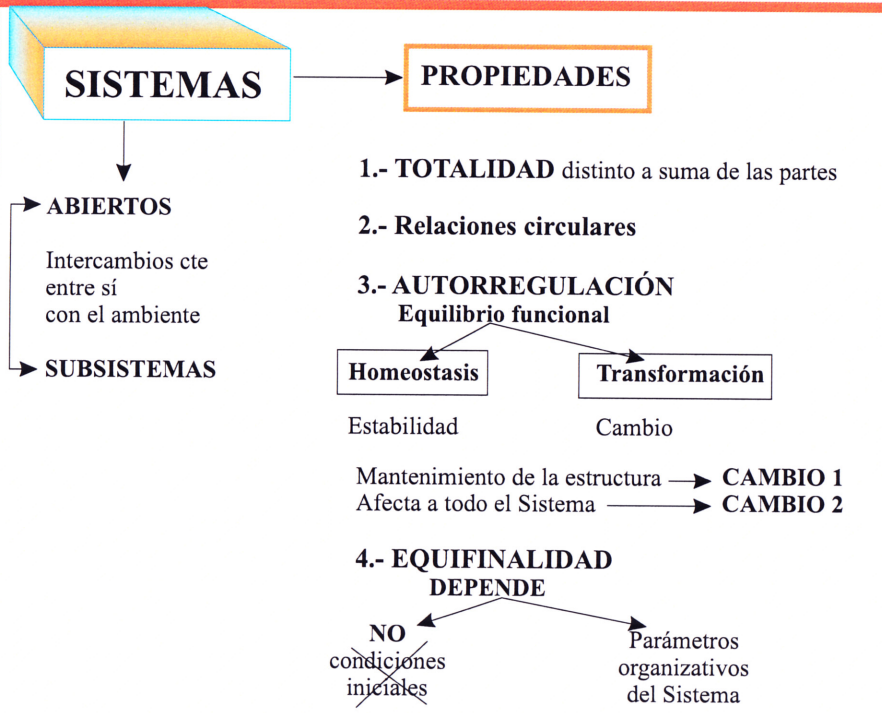 SISTEMAS
PROPIEDADES
ABIERTOS
Intercambios cte
entre sí
con el ambiente
SUBSISTEMAS
1.- TOTALIDAD distinto a suma de las partes
2.- Relaciones circulares
3.- AUTORREGULACIÓN
Equilibrio funcional
Homeostasis
Transformación
Estabilidad
Cambio
Mantenimiento de la estructura CAMBIO 1
Afecta a todo el Sistema CAMBIO 2
4.- EQUIFINALIDAD
DEPENDE
NO
condiciones
iniciales
Parámetros
organizativos
del Sistema